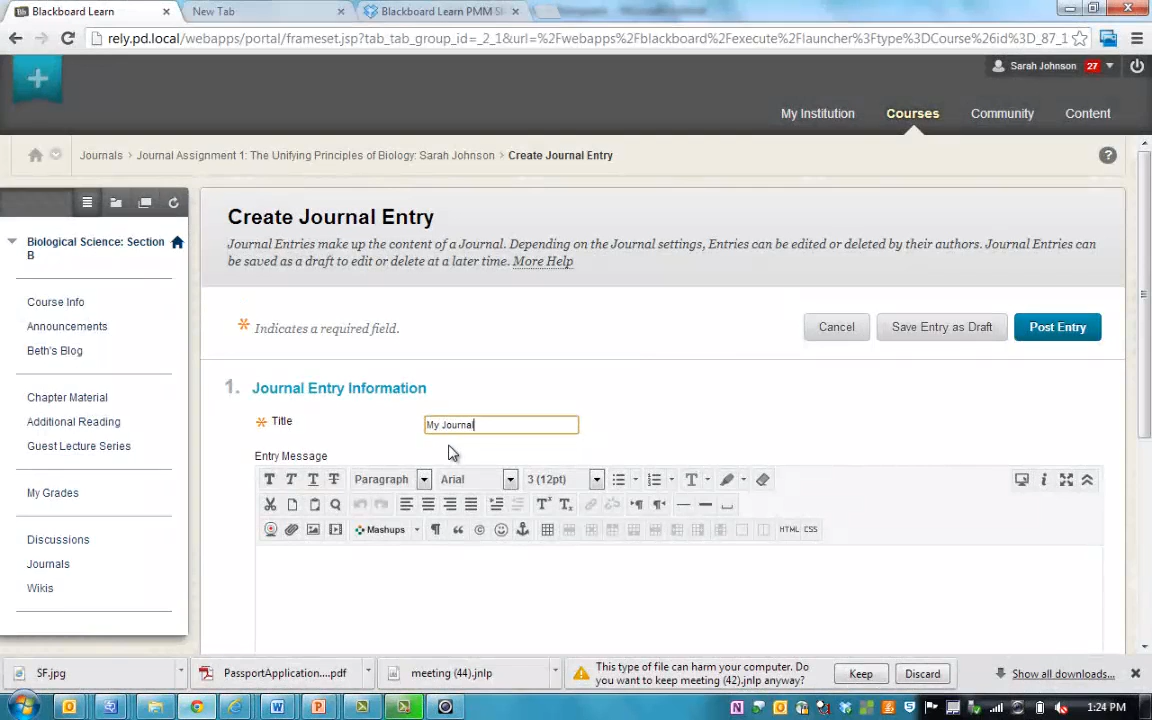 Blackboard Learn
New Tab
Blackboard Learn PMM S
rely.pd.local/webapps/portal/frameset.jsp?tab_tab_group_id=_2_1&url=%2Fwebapps%2Fblackboard%2Fexecute%2Flauncher%3Ftype%3DCourse%26id%3D_87_1
Sarah Johnson 27
My Institution Courses Community Content
Journals > Journal Assignment 1: The Unifying Principles of Biology: Sarah Johnson > Create Journal Entry
?
Biological Science: Section
B
Course Info
Announcements
Beth's Blog
Chapter Material
Additional Reading
Guest Lecture Series
My Grades
Discussions
Journals
Wikis
Create Journal Entry
Journal Entries make up the content of a Journal. Depending on the Journal settings, Entries can be edited or deleted by their authors. Journal Entries can
be saved as a draft to edit or delete at a later time. More Help
* Indicates a required field.
Cancel Save Entry as Draft Post Entry
1. Journal Entry Information
* Title My Journal
Entry Message
T T T T Paragraph Arial 3 (12pt)
Mashups HTML CSS
SF.jpg
PassportApplication....pdf
meeting (44).jnlp
This type of file can harm your computer. Do
you want to keep meeting (42).jnlp anyway?
Keep Discard
Show all downloads...
1:24 PM